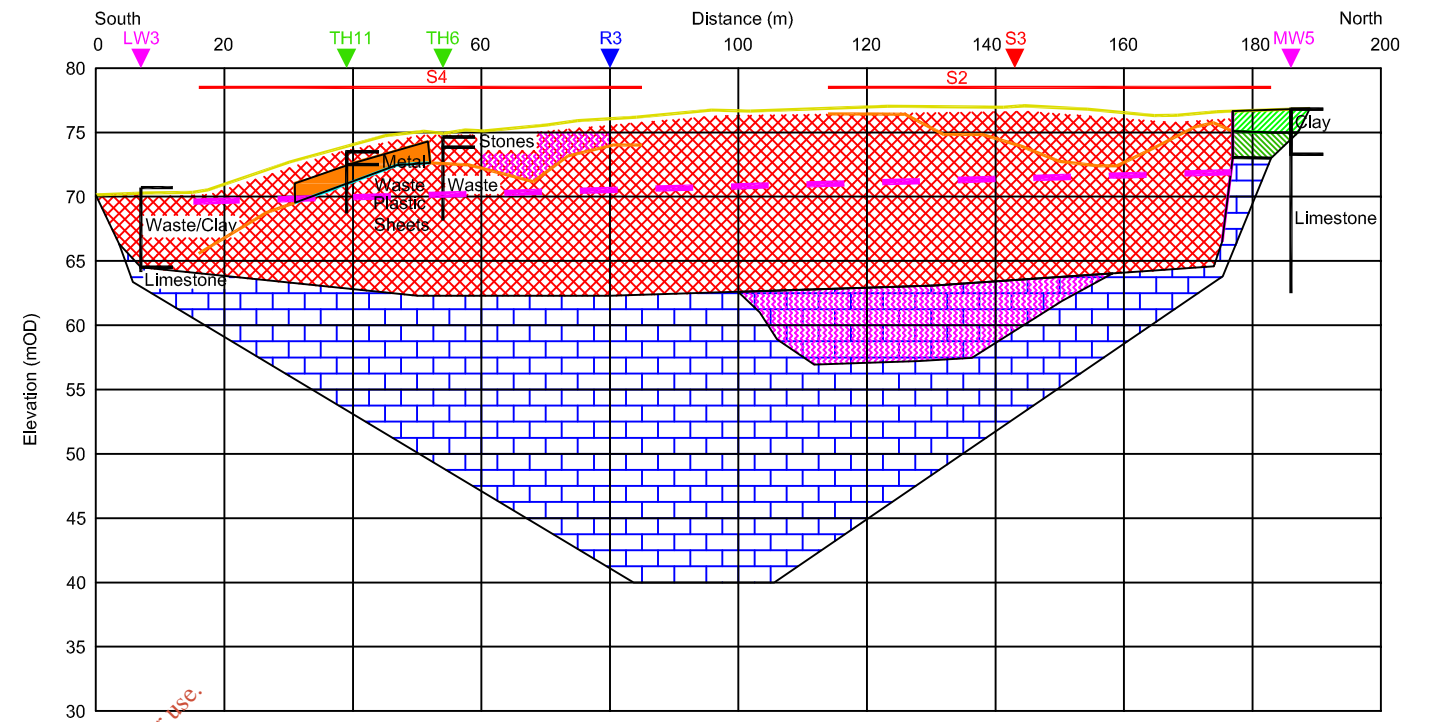 South Distance (m) North
0 20 60 80 100 120 140 160 180 200
LW3 TH11 TH6 R3 S3 MW5
80
S4 S2
75
Stones Clay
Metal
70
Waste Waste
Plastic
Waste/Clay Sheets Limestone
65
Limestone
60
55
50
45
40
35
30
Elevation (mOD)
use.